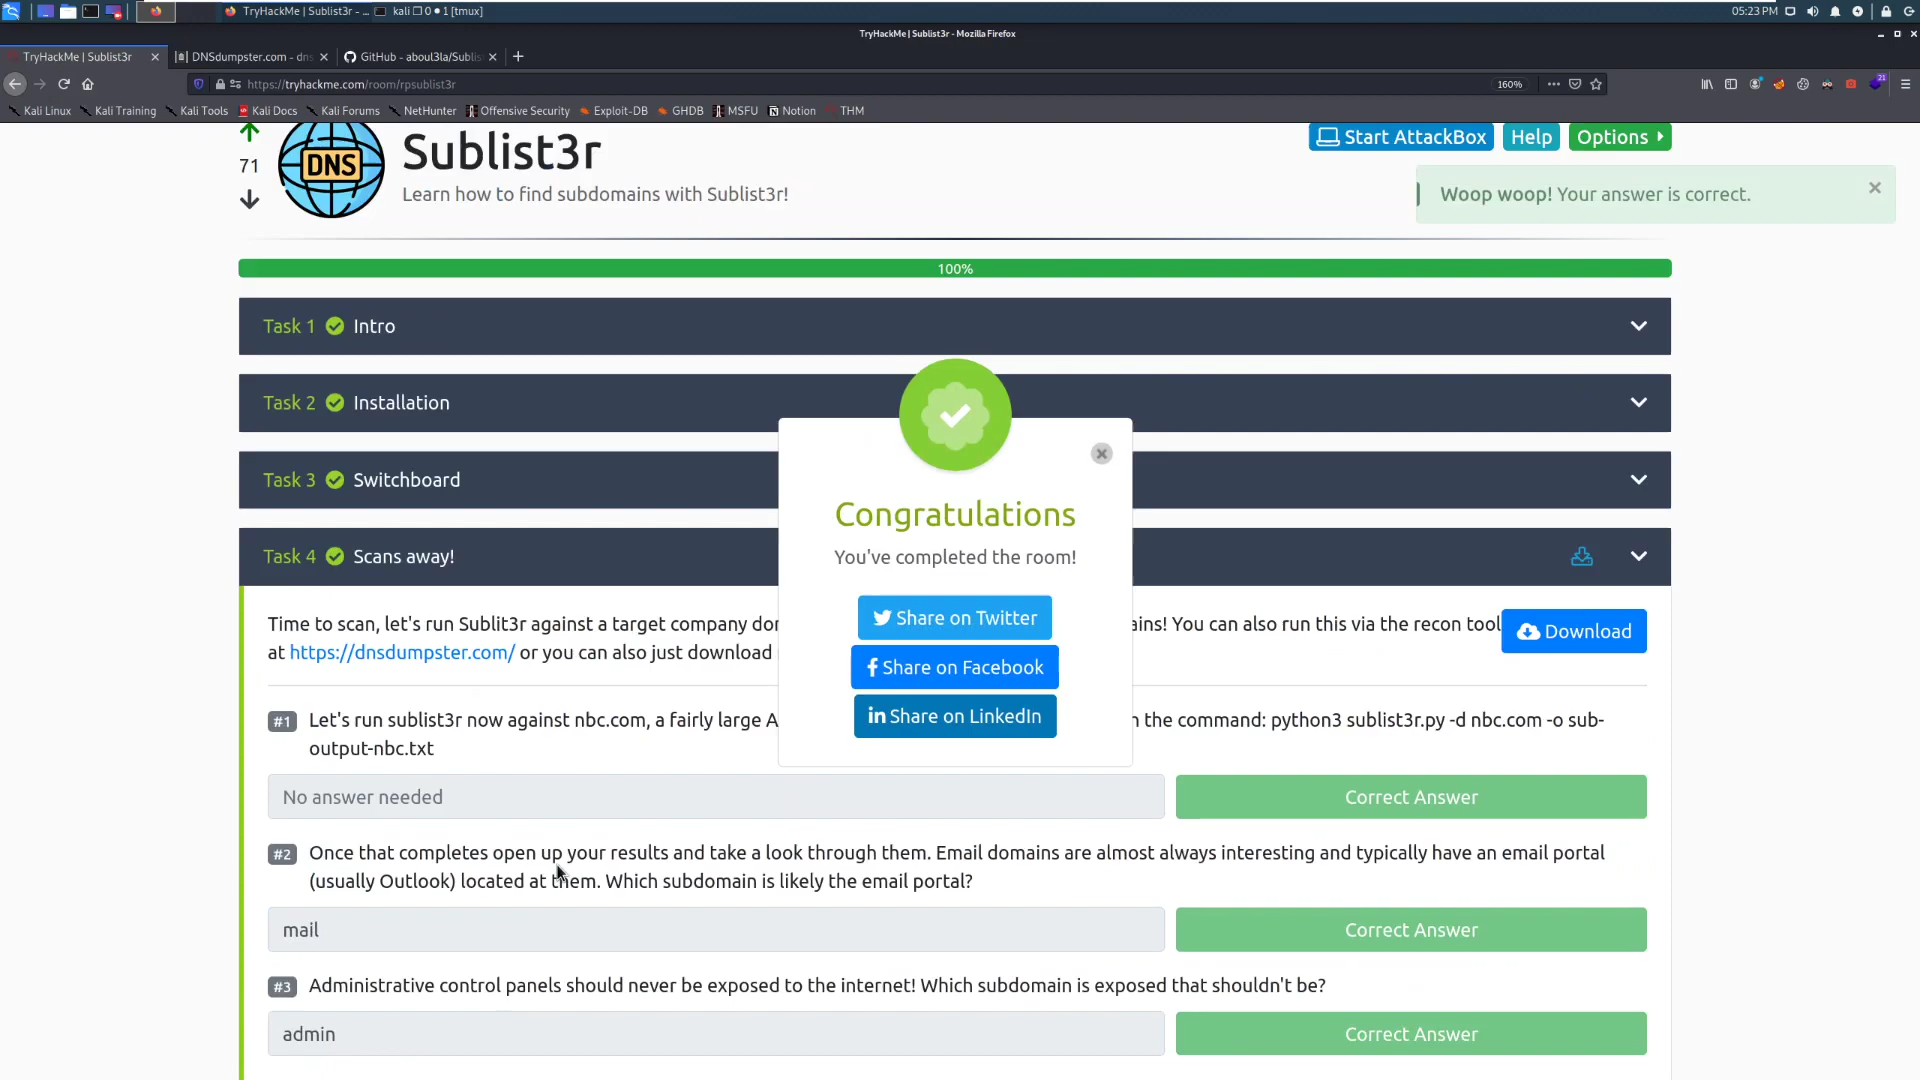 TryHackMe | Sublist3r - ...
kali ❐ 0 ● 1 [tmux]
05:23 PM
TryHackMe | Sublist3r - Mozilla Firefox
TryHackMe | Sublist3r
DNSdumpster.com - dns
GitHub - aboul3la/Sublis
https://tryhackme.com/room/rpsublist3r
160%
21
Kali Linux
Kali Training
Kali Tools
Kali Docs
Kali Forums
NetHunter
Offensive Security
Exploit-DB
GHDB
MSFU
Notion
THM
71
DNS
Sublist3r
Learn how to find subdomains with Sublist3r!
Start AttackBox
Help
Options
Woop woop! Your answer is correct.
100%
Task 1 Intro
Task 2 Installation
Task 3 Switchboard
Task 4 Scans away!
Congratulations
You've completed the room!
Share on Twitter
Share on Facebook
Share on LinkedIn
Time to scan, let's run Sublit3r against a target company do
ains! You can also run this via the recon tool
at https://dnsdumpster.com/ or you can also just download
Download
#1 Let's run sublist3r now against nbc.com, a fairly large A
n the command: python3 sublist3r.py -d nbc.com -o sub-
output-nbc.txt
No answer needed
Correct Answer
#2 Once that completes open up your results and take a look through them. Email domains are almost always interesting and typically have an email portal
(usually Outlook) located at them. Which subdomain is likely the email portal?
mail
Correct Answer
#3 Administrative control panels should never be exposed to the internet! Which subdomain is exposed that shouldn't be?
admin
Correct Answer